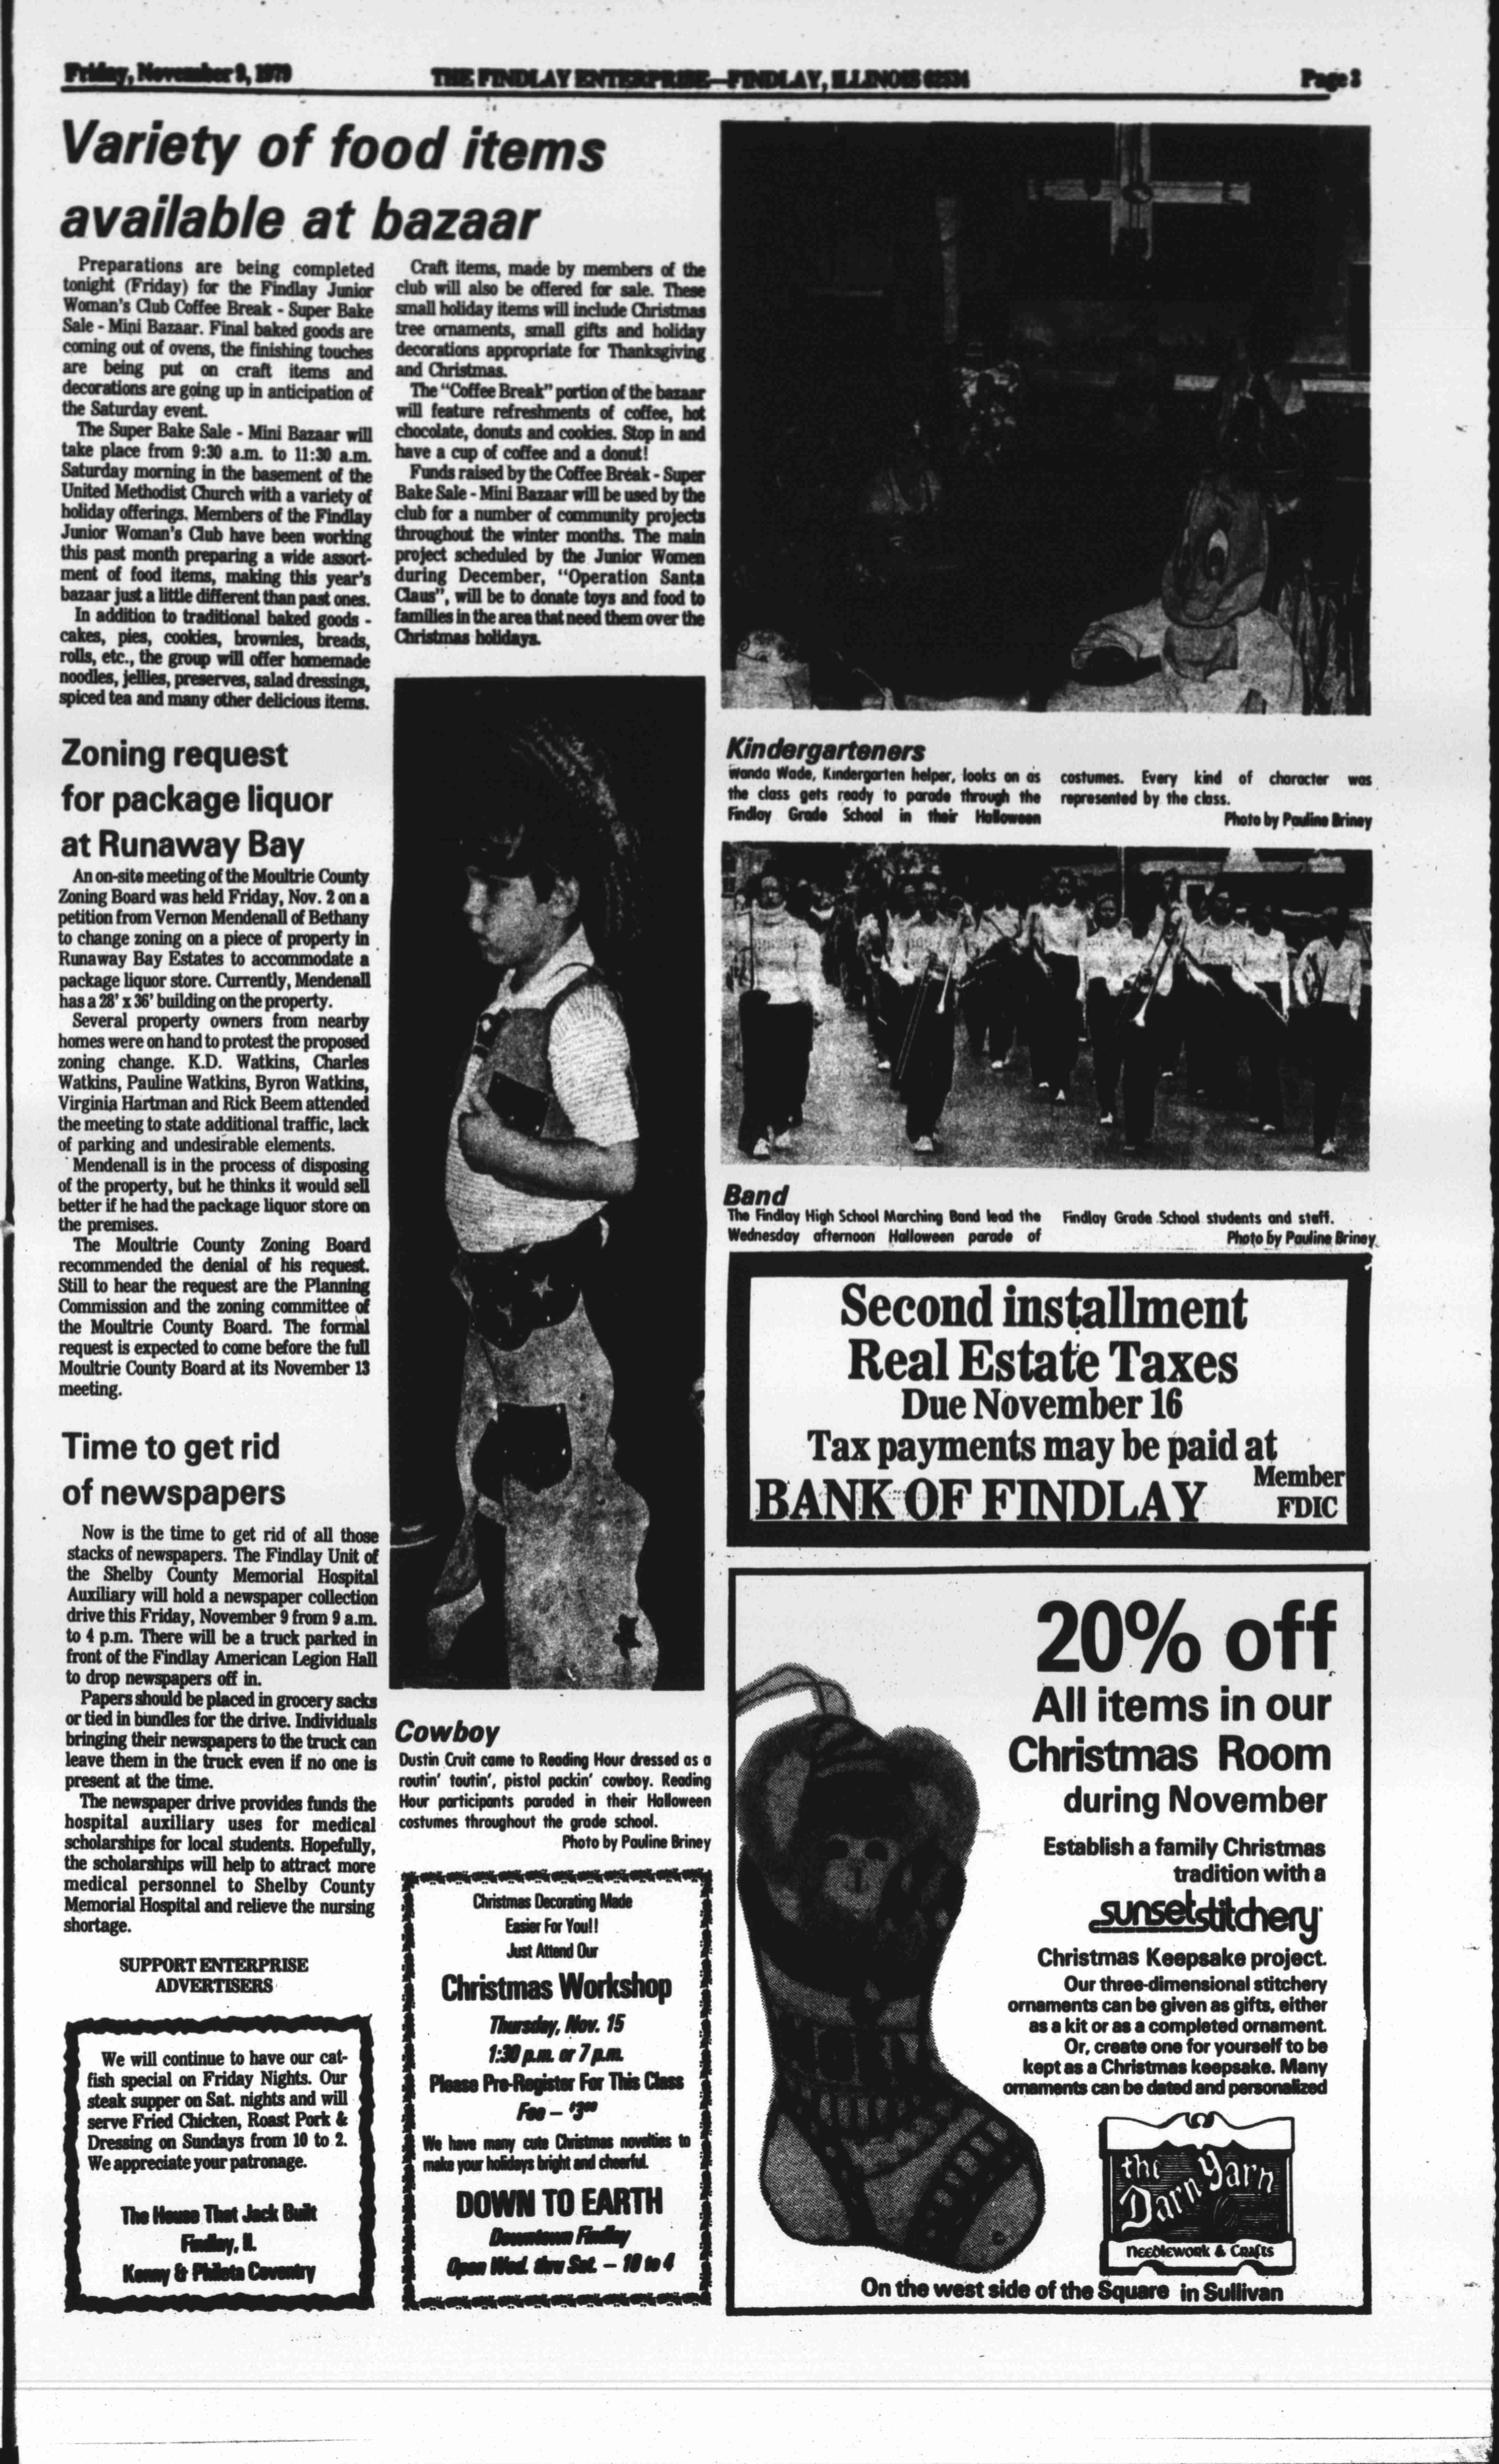 Friday, November 9, 1979
THE FINDLAY ENTERPRISE—FINDLAY, ILLINOIS 62534
Page 3
Variety of food items
available at bazaar
Preparations are being completed
tonight (Friday) for the Findlay Junior
Woman's Club Coffee Break - Super Bake
Sale - Mini Bazaar. Final baked goods are
coming out of ovens, the finishing touches
are being put on craft items and
decorations are going up in anticipation of
the Saturday event.
The Super Bake Sale - Mini Bazaar will
take place from 9:30 a.m. to 11:30 a.m.
Saturday morning in the basement of the
United Methodist Church with a variety of
holiday offerings. Members of the Findlay
Junior Woman's Club have been working
this past month preparing a wide assort-
ment of food items, making this year's
bazaar just a little different than past ones.
In addition to traditional baked goods -
cakes, pies, cookies, brownies, breads,
rolls, etc., the group will offer homemade
noodles, jellies, preserves, salad dressings,
spiced tea and many other delicious items.
Craft items, made by members of the
club will also be offered for sale. These
small holiday items will include Christmas
tree ornaments, small gifts and holiday
decorations appropriate for Thanksgiving
and Christmas.
The "Coffee Break" portion of the bazaar
will feature refreshments of coffee, hot
chocolate, donuts and cookies. Stop in and
have a cup of coffee and a donut!
Funds raised by the Coffee Break - Super
Bake Sale - Mini Bazaar will be used by the
club for a number of community projects
throughout the winter months. The main
project scheduled by the Junior Women
during December, "Operation Santa
Claus", will be to donate toys and food to
families in the area that need them over the
Christmas holidays.
Zoning request
for package liquor
at Runaway Bay
An on-site meeting of the Moultrie County
Zoning Board was held Friday, Nov. 2 on a
petition from Vernon Mendenall of Bethany
to change zoning on a piece of property in
Runaway Bay Estates to accommodate a
package liquor store. Currently, Mendenall
has a 28' x 36' building on the property.
Several property owners from nearby
homes were on hand to protest the proposed
zoning change. K.D. Watkins, Charles
Watkins, Pauline Watkins, Byron Watkins,
Virginia Hartman and Rick Beem attended
the meeting to state additional traffic, lack
of parking and undesirable elements.
Mendenall is in the process of disposing
of the property, but he thinks it would sell
better if he had the package liquor store on
the premises.
The Moultrie County Zoning Board
recommended the denial of his request.
Still to hear the request are the Planning
Commission and the zoning committee of
the Moultrie County Board. The formal
request is expected to come before the full
Moultrie County Board at its November 13
meeting.
Time to get rid
of newspapers
Now is the time to get rid of all those
stacks of newspapers. The Findlay Unit of
the Shelby County Memorial Hospital
Auxiliary will hold a newspaper collection
drive this Friday, November 9 from 9 a.m.
to 4 p.m. There will be a truck parked in
front of the Findlay American Legion Hall
to drop newspapers off in.
Papers should be placed in grocery sacks
or tied in bundles for the drive. Individuals
bringing their newspapers to the truck can
leave them in the truck even if no one is
present at the time.
The newspaper drive provides funds the
hospital auxiliary uses for medical
scholarships for local students. Hopefully,
the scholarships will help to attract more
medical personnel to Shelby County
Memorial Hospital and relieve the nursing
shortage.
SUPPORT ENTERPRISE
ADVERTISERS
We will continue to have our cat-
fish special on Friday Nights. Our
steak supper on Sat. nights and will
serve Fried Chicken, Roast Pork &
Dressing on Sundays from 10 to 2.
We appreciate your patronage.
The House That Jack Built
Findlay, Il.
Kenny & Phileta Coventry
Cowboy
Dustin Cruit came to Reading Hour dressed as a
routin' toutin', pistol packin' cowboy. Reading
Hour participants paraded in their Halloween
costumes throughout the grade school.
Photo by Pauline Briney
Christmas Decorating Made
Easier For You!!
Just Attend Our
Christmas Workshop
Thursday, Nov. 15
1:30 p.m. or 7 p.m.
Please Pre-Register For This Class
Fee — $3⁰⁰
We have many cute Christmas novelties to
make your holidays bright and cheerful.
DOWN TO EARTH
Downtown Findlay
Open Wed. thru Sat. — 10 to 4
Kindergarteners
Wanda Wade, Kindergarten helper, looks on as
the class gets ready to parade through the
Findlay Grade School in their Halloween
costumes. Every kind of character was
represented by the class.
Photo by Pauline Briney
Band
The Findlay High School Marching Band lead the
Wednesday afternoon Halloween parade of
Findlay Grade School students and staff.
Photo by Pauline Briney
Second installment
Real Estate Taxes
Due November 16
Tax payments may be paid at
BANK OF FINDLAY
Member
FDIC
20% off
All items in our
Christmas Room
during November
Establish a family Christmas
tradition with a
sunsetstitchery
Christmas Keepsake project.
Our three-dimensional stitchery
ornaments can be given as gifts, either
as a kit or as a completed ornament.
Or, create one for yourself to be
kept as a Christmas keepsake. Many
ornaments can be dated and personalized
the
Darn Yarn
Needlework & Crafts
On the west side of the Square in Sullivan